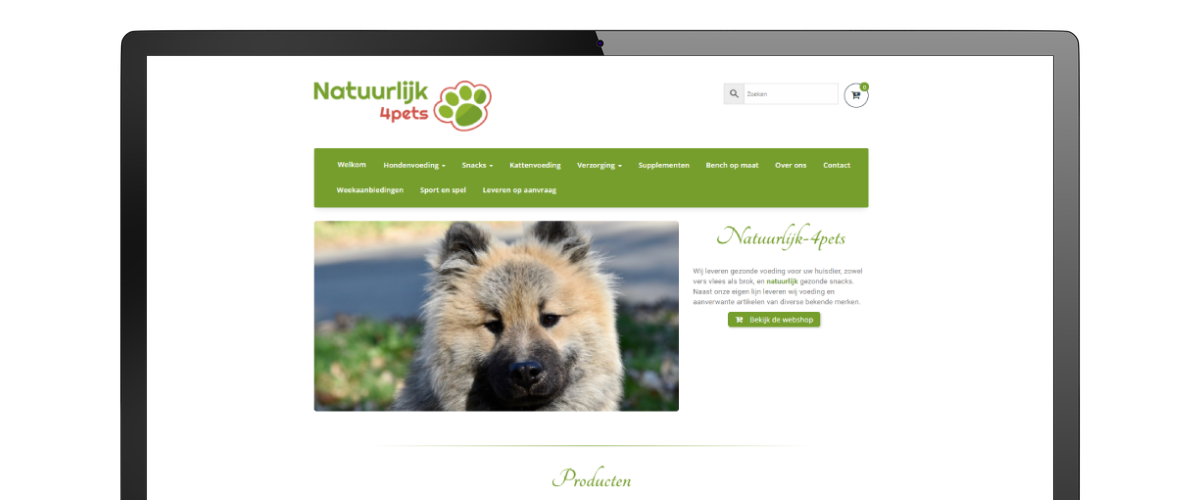 Natuurlijk
4pets
Zoeken
0
Welkom Hondenvoeding Snacks Kattenvoeding Verzorging Supplementen Bench op maat Over ons Contact
Weekaanbiedingen Sport en spel Leveren op aanvraag
Natuurlijk-4pets
Wij leveren gezonde voeding voor uw huisdier, zowel
vers vlees als brok, en natuurlijk gezonde snacks.
Naast onze eigen lijn leveren wij voeding en
aanverwante artikelen van diverse bekende merken.
Bekijk de webshop
Producten